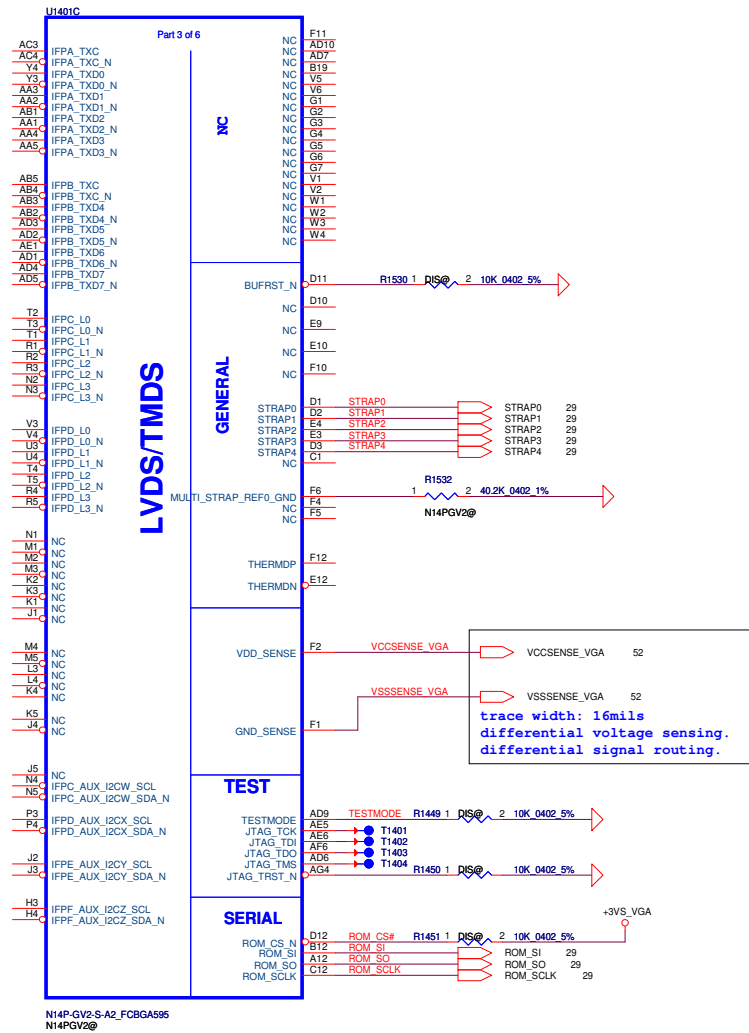 U1401C
Part 3 of 6
AC3 IFPA_TXC
AC4 IFPA_TXC_N
Y4 IFPA_TXD0
Y3 IFPA_TXD0_N
AA3 IFPA_TXD1
AA2 IFPA_TXD1_N
AB1 IFPA_TXD2
AA1 IFPA_TXD2_N
AA4 IFPA_TXD3
AA5 IFPA_TXD3_N
AB5 IFPB_TXC
AB4 IFPB_TXC_N
AB3 IFPB_TXD4
AB2 IFPB_TXD4_N
AD3 IFPB_TXD5
AD2 IFPB_TXD5_N
AE1 IFPB_TXD6
AD1 IFPB_TXD6_N
AD4 IFPB_TXD7
AD5 IFPB_TXD7_N
T2 IFPC_L0
T3 IFPC_L0_N
T1 IFPC_L1
R1 IFPC_L1_N
R2 IFPC_L2
R3 IFPC_L2_N
N2 IFPC_L3
N3 IFPC_L3_N
V3 IFPD_L0
V4 IFPD_L0_N
U3 IFPD_L1
U4 IFPD_L1_N
T4 IFPD_L2
T5 IFPD_L2_N
R4 IFPD_L3
R5 IFPD_L3_N
N1 NC
M1 NC
M2 NC
M3 NC
K2 NC
K3 NC
K1 NC
J1 NC
M4 NC
M5 NC
L3 NC
L4 NC
K4 NC
K5 NC
J4 NC
J5 NC
N4 IFPC_AUX_I2CW_SCL
N5 IFPC_AUX_I2CW_SDA_N
P3 IFPD_AUX_I2CX_SCL
P4 IFPD_AUX_I2CX_SDA_N
J2 IFPE_AUX_I2CY_SCL
J3 IFPE_AUX_I2CY_SDA_N
H3 IFPF_AUX_I2CZ_SCL
H4 IFPF_AUX_I2CZ_SDA_N
LVDS/TMDS
NC
NC F11
NC AD10
NC AD7
NC B19
NC V5
NC V6
NC G1
NC G2
NC G3
NC G4
NC G5
NC G6
NC G7
NC V1
NC V2
NC W1
NC W2
NC W3
NC W4
GENERAL
BUFRST_N D11 R1530 1 DIS@ 2 10K_0402_5%
NC D10
NC E9
NC E10
NC F10
STRAP0 D1 STRAP0 STRAP0 29
STRAP1 D2 STRAP1 STRAP1 29
STRAP2 E4 STRAP2 STRAP2 29
STRAP3 E3 STRAP3 STRAP3 29
STRAP4 D3 STRAP4 STRAP4 29
NC C1
R1532
MULTI_STRAP_REF0_GND F6 1 2 40.2K_0402_1%
N14PGV2@
NC F4
NC F5
THERMDP F12
THERMDN E12
VDD_SENSE F2 VCCSENSE_VGA VCCSENSE_VGA 52
GND_SENSE F1 VSSSENSE_VGA VSSSENSE_VGA 52
trace width: 16mils
differential voltage sensing.
differential signal routing.
TEST
TESTMODE AD9 TESTMODE R1449 1 DIS@ 2 10K_0402_5%
JTAG_TCK AE5 T1401
JTAG_TDI AE6 T1402
JTAG_TDO AF6 T1403
JTAG_TMS AD6 T1404
JTAG_TRST_N AG4 R1450 1 DIS@ 2 10K_0402_5%
SERIAL
+3VS_VGA
ROM_CS_N D12 ROM_CS# R1451 1 DIS@ 2 10K_0402_5%
ROM_SI B12 ROM_SI ROM_SI 29
ROM_SO A12 ROM_SO ROM_SO 29
ROM_SCLK C12 ROM_SCLK ROM_SCLK 29
N14P-GV2-S-A2_FCBGA595
N14PGV2@